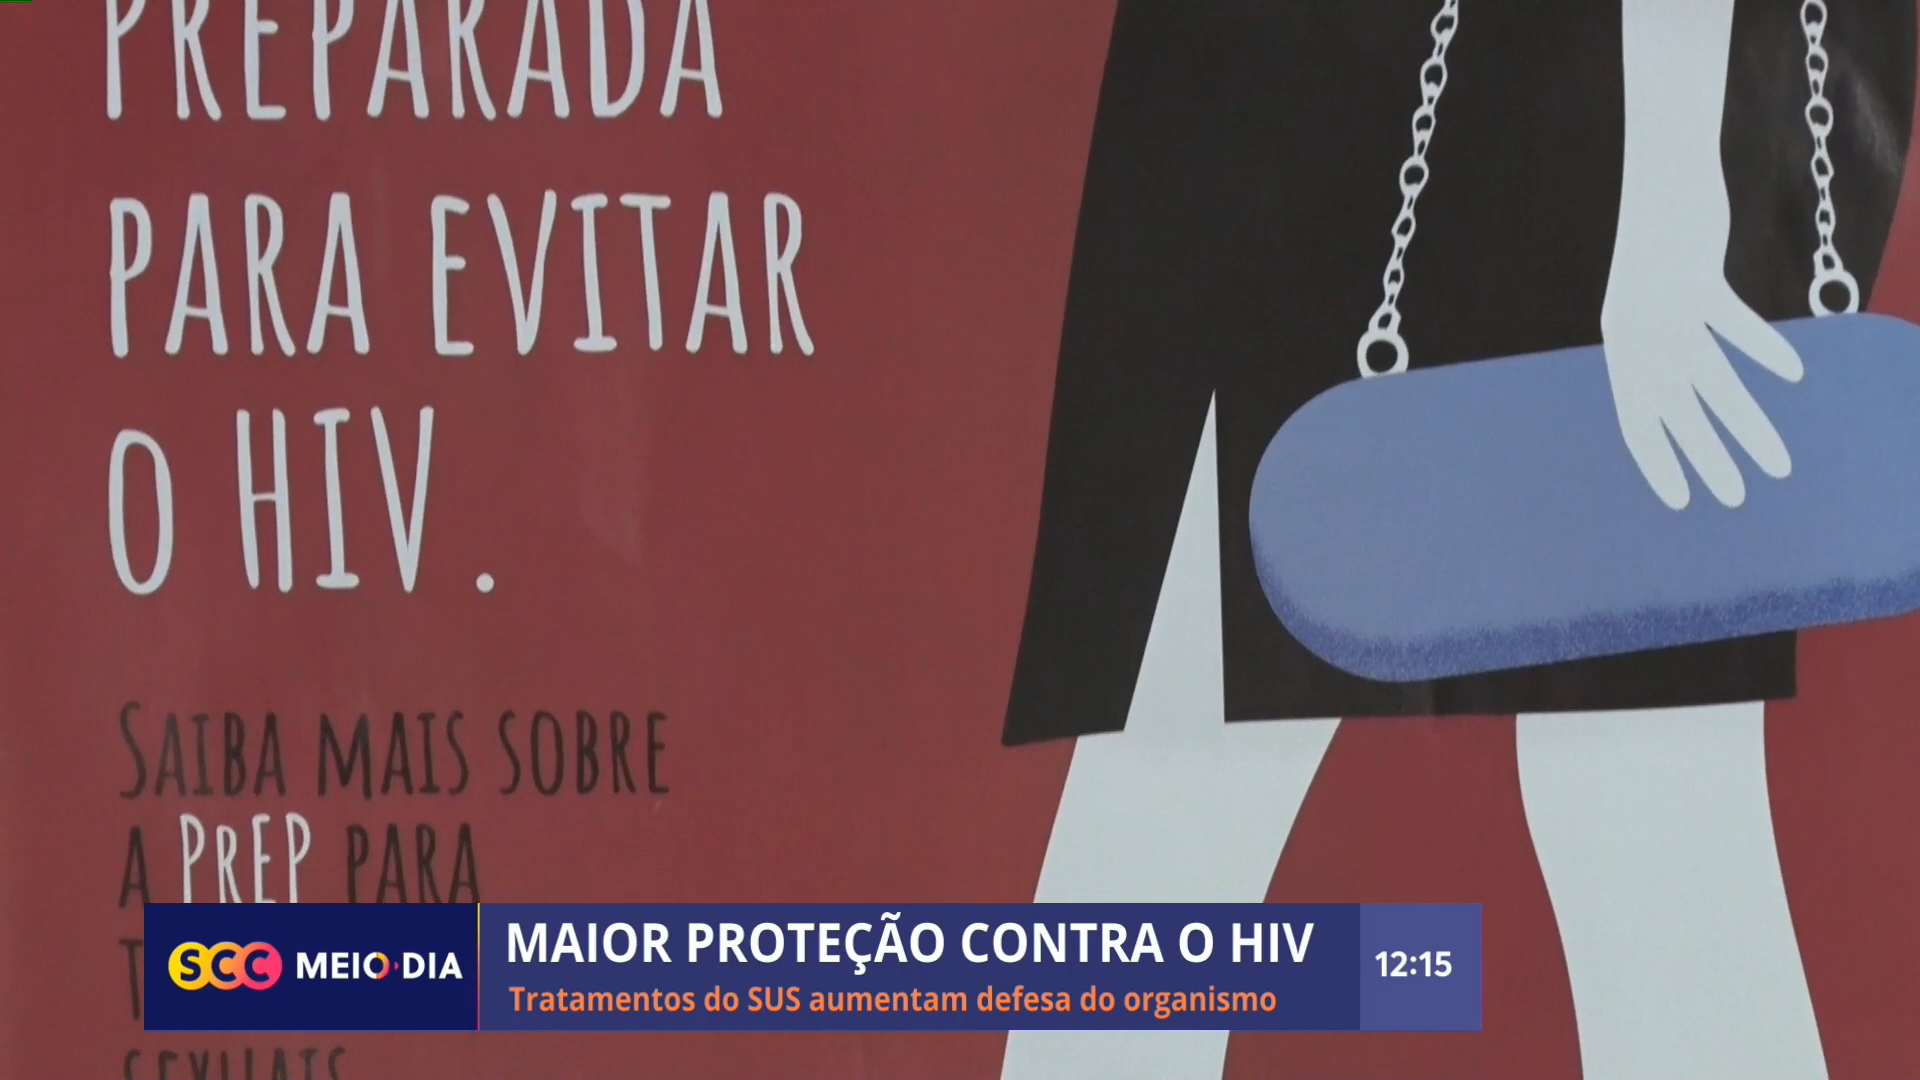 PREPARADA
PARA EVITAR
O HIV.
SAIBA MAIS SOBRE
A PrEP PARA
SEXUAIS
SCC MEIO-DIA
MAIOR PROTEÇÃO CONTRA O HIV
Tratamentos do SUS aumentam defesa do organismo
12:15